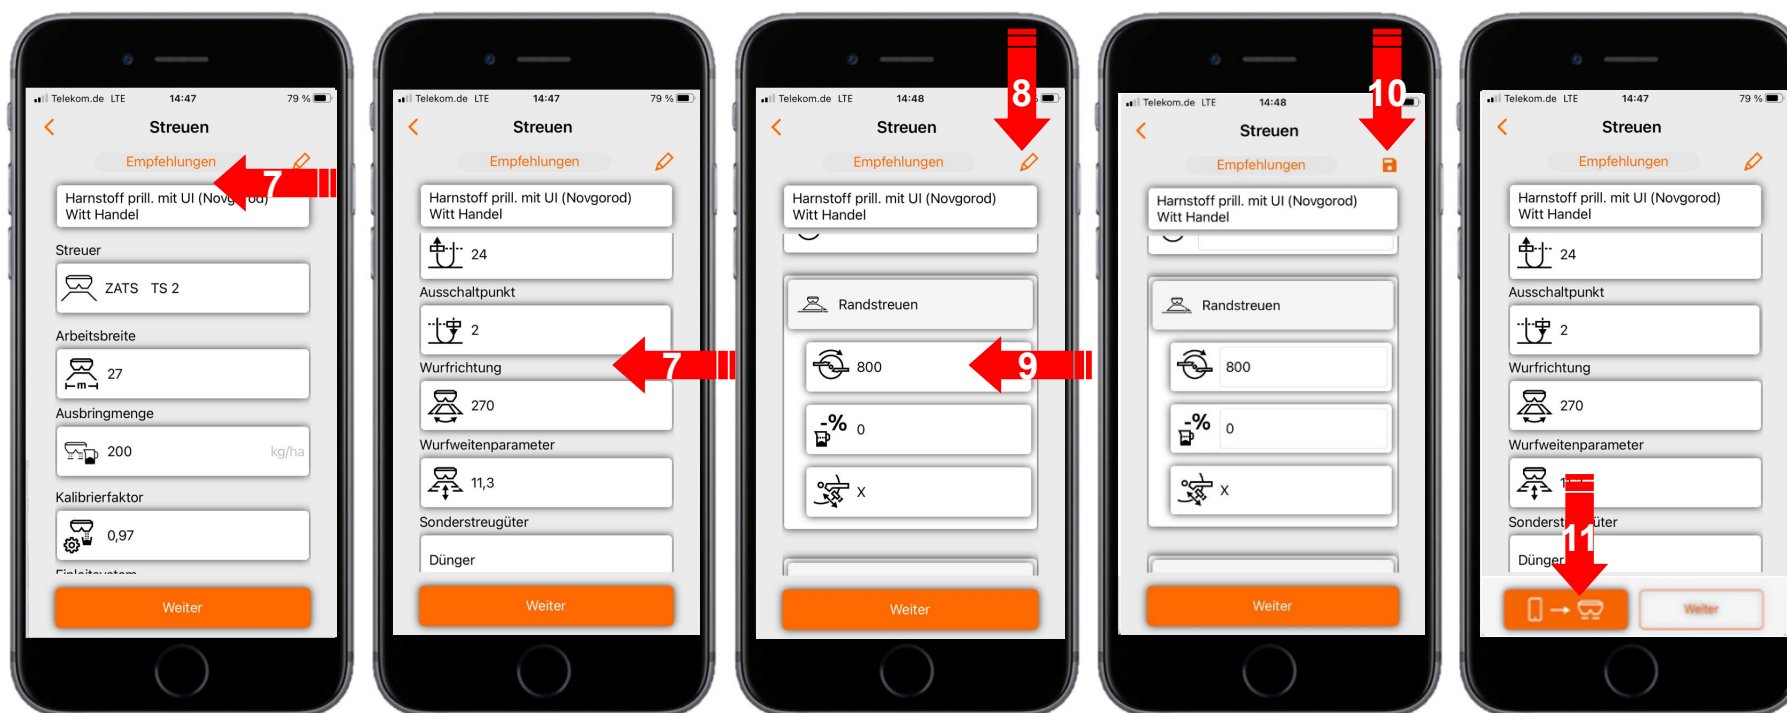 Telekom.de LTE 14:47 79 %
Streuen
Empfehlungen
7
Harnstoff prill. mit UI (Novgorod)
Witt Handel
Streuer
ZATS TS 2
Arbeitsbreite
m
27
Ausbringmenge
200 kg/ha
Kalibrierfaktor
0,97
Weiter
Telekom.de LTE 14:47 79 %
Streuen
Empfehlungen
Harnstoff prill. mit UI (Novgorod)
Witt Handel
24
Ausschaltpunkt
2
Wurfrichtung
7
270
Wurfweitenparameter
11,3
Sonderstreugüter
Dünger
Weiter
Telekom.de LTE 14:48 %
8
Streuen
Empfehlungen
Harnstoff prill. mit UI (Novgorod)
Witt Handel
Randstreuen
800
9
-% 0
X
Weiter
Telekom.de LTE 14:48
10
Streuen
Empfehlungen
Harnstoff prill. mit UI (Novgorod)
Witt Handel
Randstreuen
800
-% 0
X
Weiter
Telekom.de LTE 14:47 79 %
Streuen
Empfehlungen
Harnstoff prill. mit UI (Novgorod)
Witt Handel
24
Ausschaltpunkt
2
Wurfrichtung
270
Wurfweitenparameter
11
Dünger
Weiter